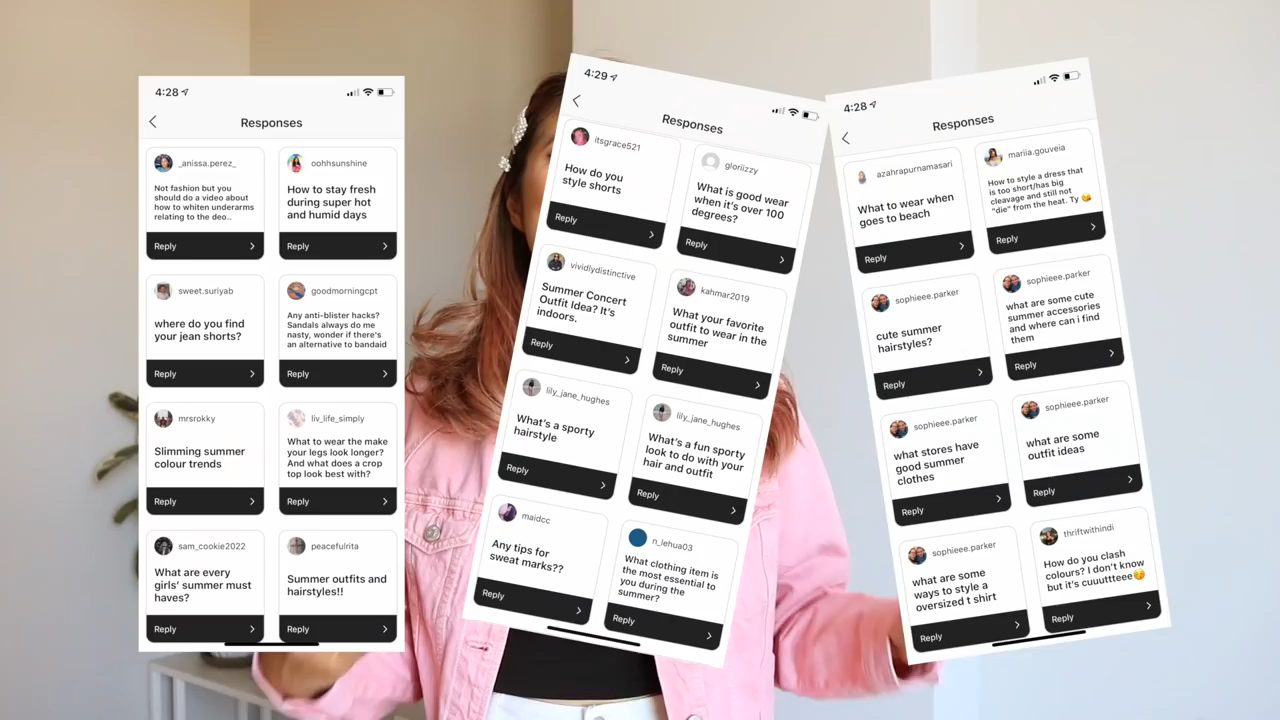 4:28
Responses
_anissa.perez_
Not fashion but you
should do a video about
how to whiten underarms
relating to the deo..
Reply
oohhsunshine
How to stay fresh
during super hot
and humid days
Reply
sweet.suriyab
where do you find
your jean shorts?
Reply
goodmorningcpt
Any anti-blister hacks?
Sandals always do me
nasty, wonder if there's
an alternative to bandaid
Reply
mrsrokky
Slimming summer
colour trends
Reply
liv_life_simply
What to wear the make
your legs look longer?
And what does a crop
top look best with?
Reply
sam_cookie2022
What are every
girls' summer must
haves?
Reply
peacefulrita
Summer outfits and
hairstyles!!
Reply
4:29
Responses
itsgrace521
How do you
style shorts
Reply
gloriizzy
What is good wear
when it's over 100
degrees?
Reply
vividlydistinctive
Summer Concert
Outfit Idea? It's
indoors.
Reply
kahmar2019
What your favorite
outfit to wear in the
summer
Reply
lily_jane_hughes
What's a sporty
hairstyle
Reply
lily_jane_hughes
What's a fun sporty
look to do with your
hair and outfit
Reply
maidcc
Any tips for
sweat marks??
Reply
n_lehua03
What clothing item is
the most essential to
you during the
summer?
Reply
4:28
Responses
azahrapurnamasari
What to wear when
goes to beach
Reply
mariia.gouveia
How to style a dress that
is too short/has big
cleavage and still not
"die" from the heat. Ty 😘
Reply
sophieee.parker
cute summer
hairstyles?
Reply
sophieee.parker
what are some cute
summer accessories
and where can i find
them
Reply
sophieee.parker
what stores have
good summer
clothes
Reply
sophieee.parker
what are some
outfit ideas
Reply
sophieee.parker
what are some
ways to style a
oversized t shirt
Reply
thriftwithindi
How do you clash
colours? I don't know
but it's cuuuttteee😋
Reply